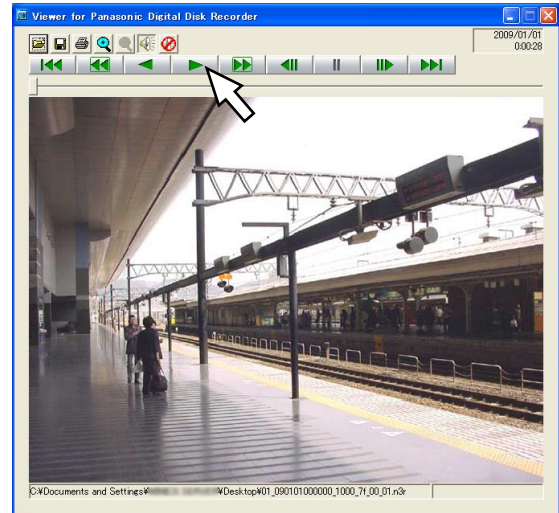 Viewer for Panasonic Digital Disk Recorder
2009/01/01
0:00:28
C:¥Documents and Settings¥ ¥Desktop¥01_090101000000_1000_7f_00_01.n3r